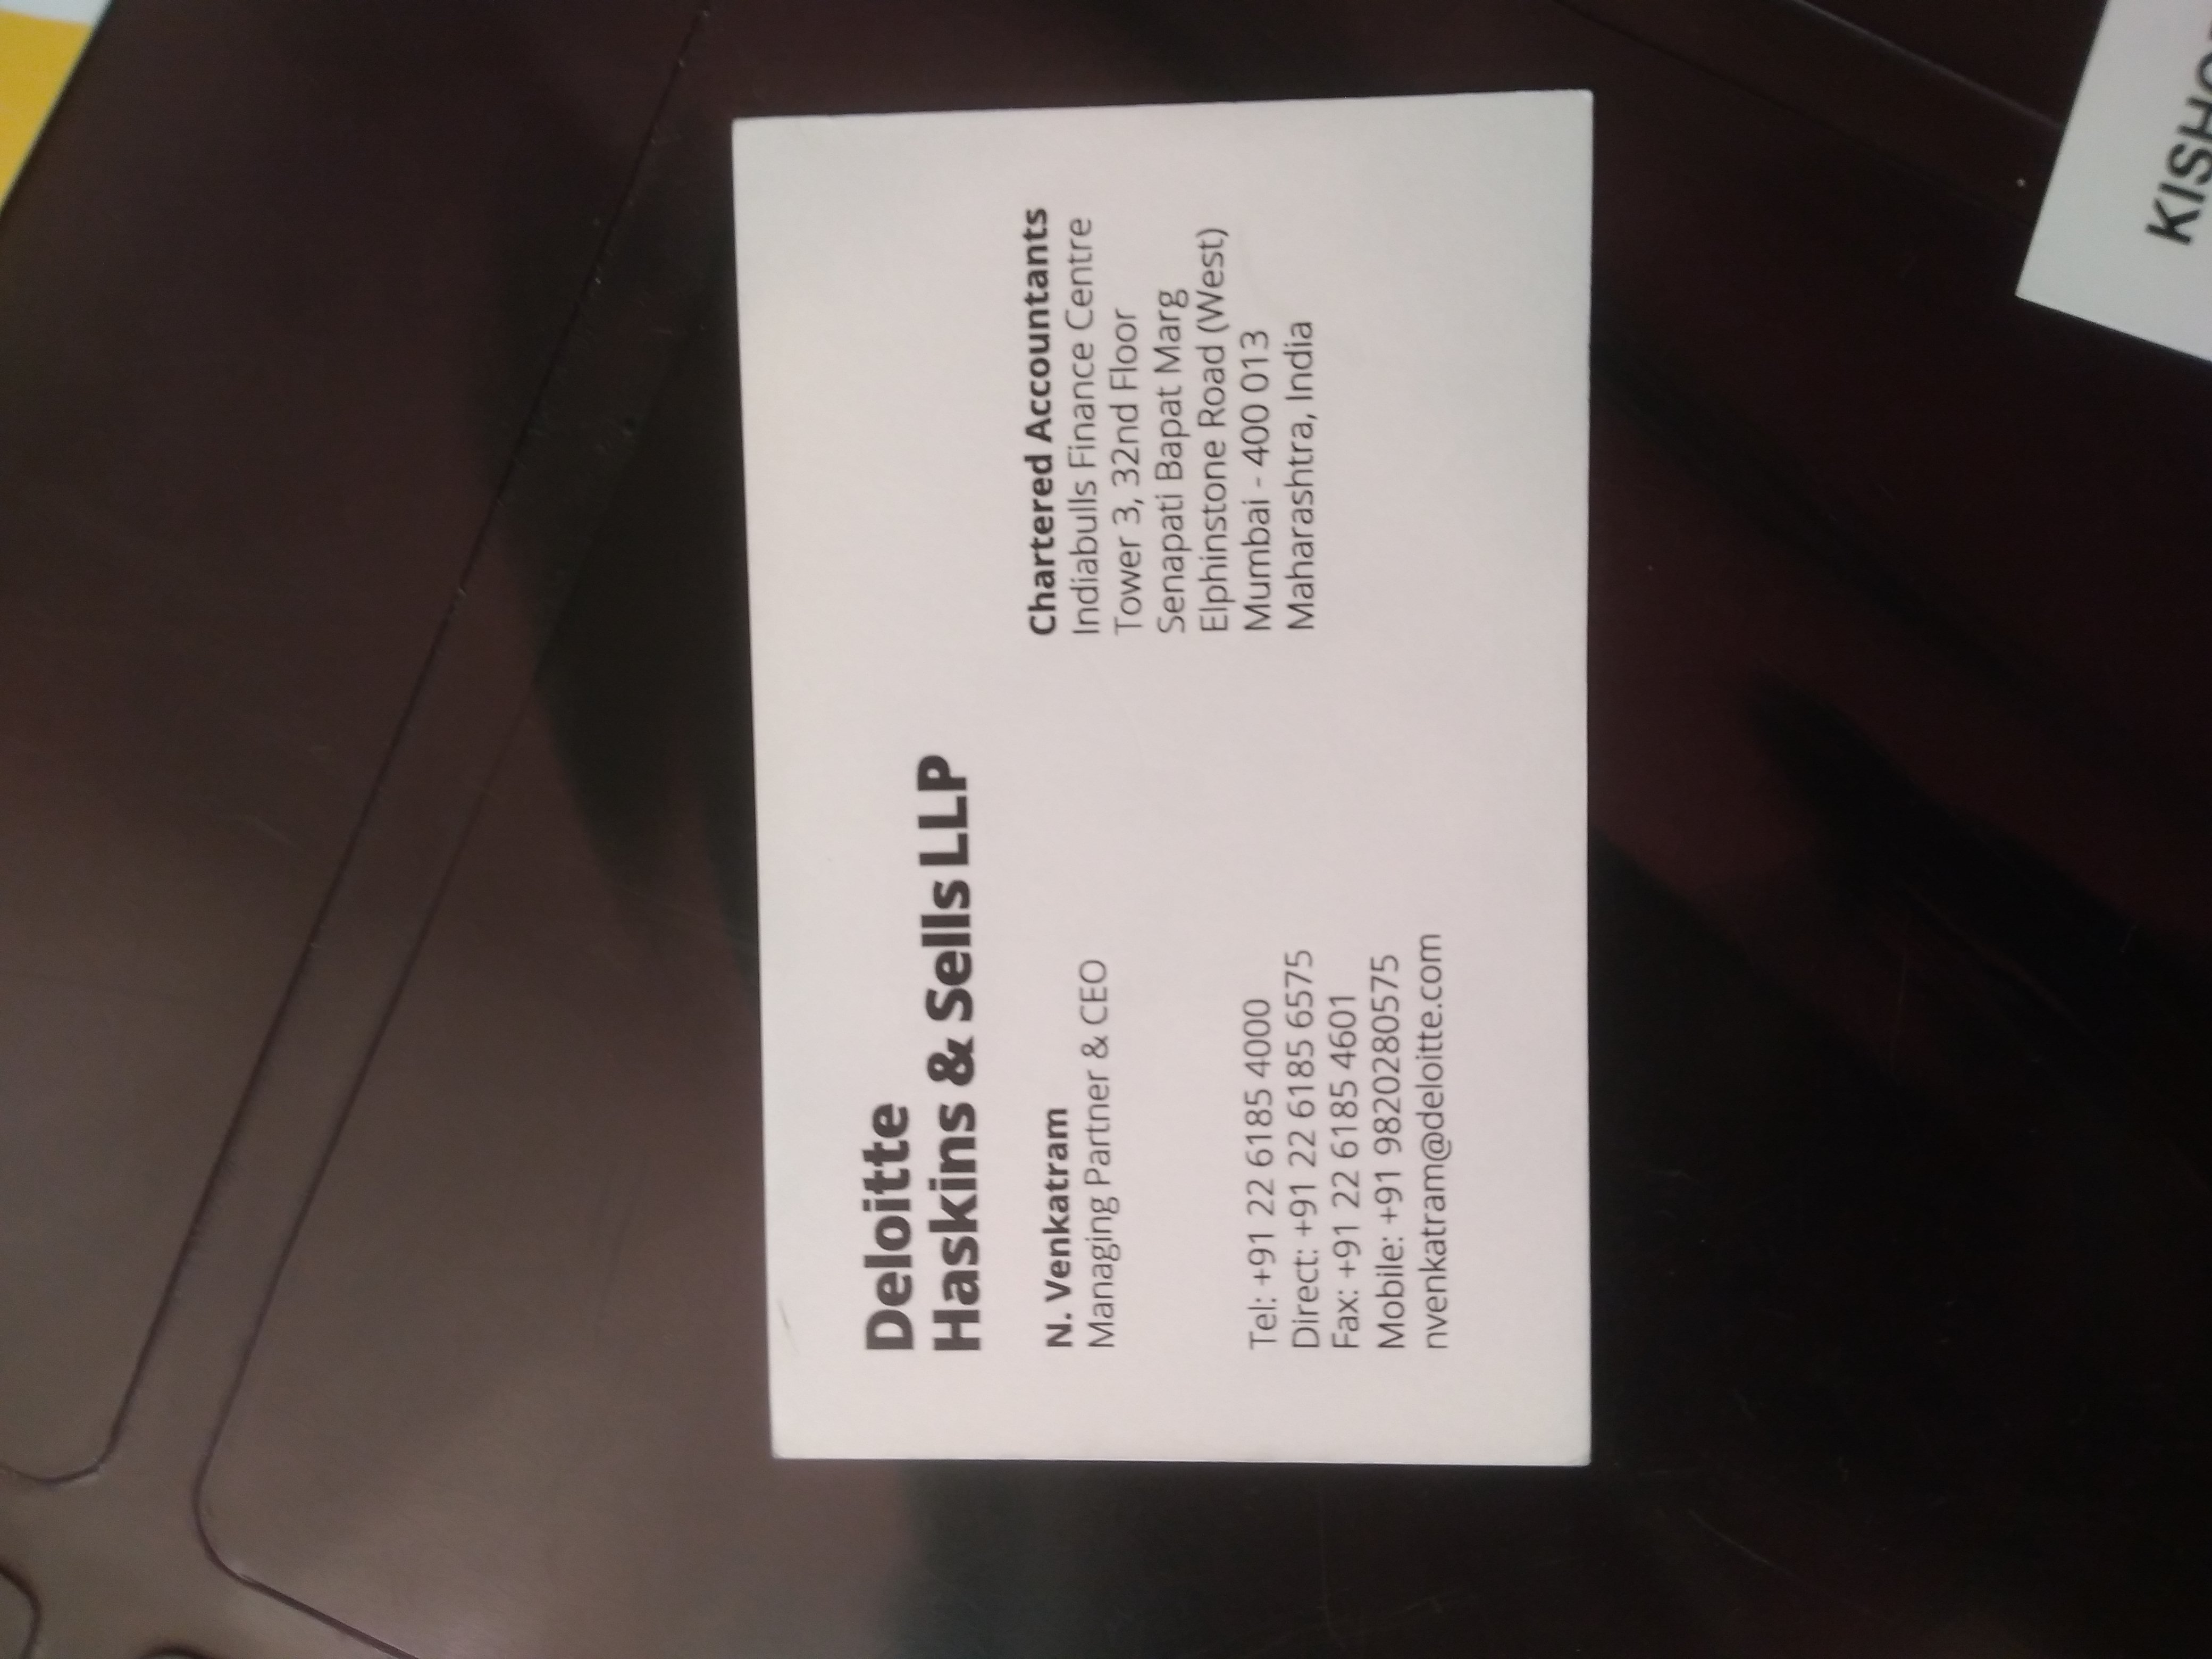 Deloitte
Haskins & Sells LLP
N. Venkatram
Managing Partner & CEO
Tel: +91 22 6185 4000
Direct: +91 22 6185 6575
Fax: +91 22 6185 4601
Mobile: +91 9820280575
nvenkatram@deloitte.com
Chartered Accountants
Indiabulls Finance Centre
Tower 3, 32nd Floor
Senapati Bapat Marg
Elphinstone Road (West)
Mumbai - 400 013
Maharashtra, India